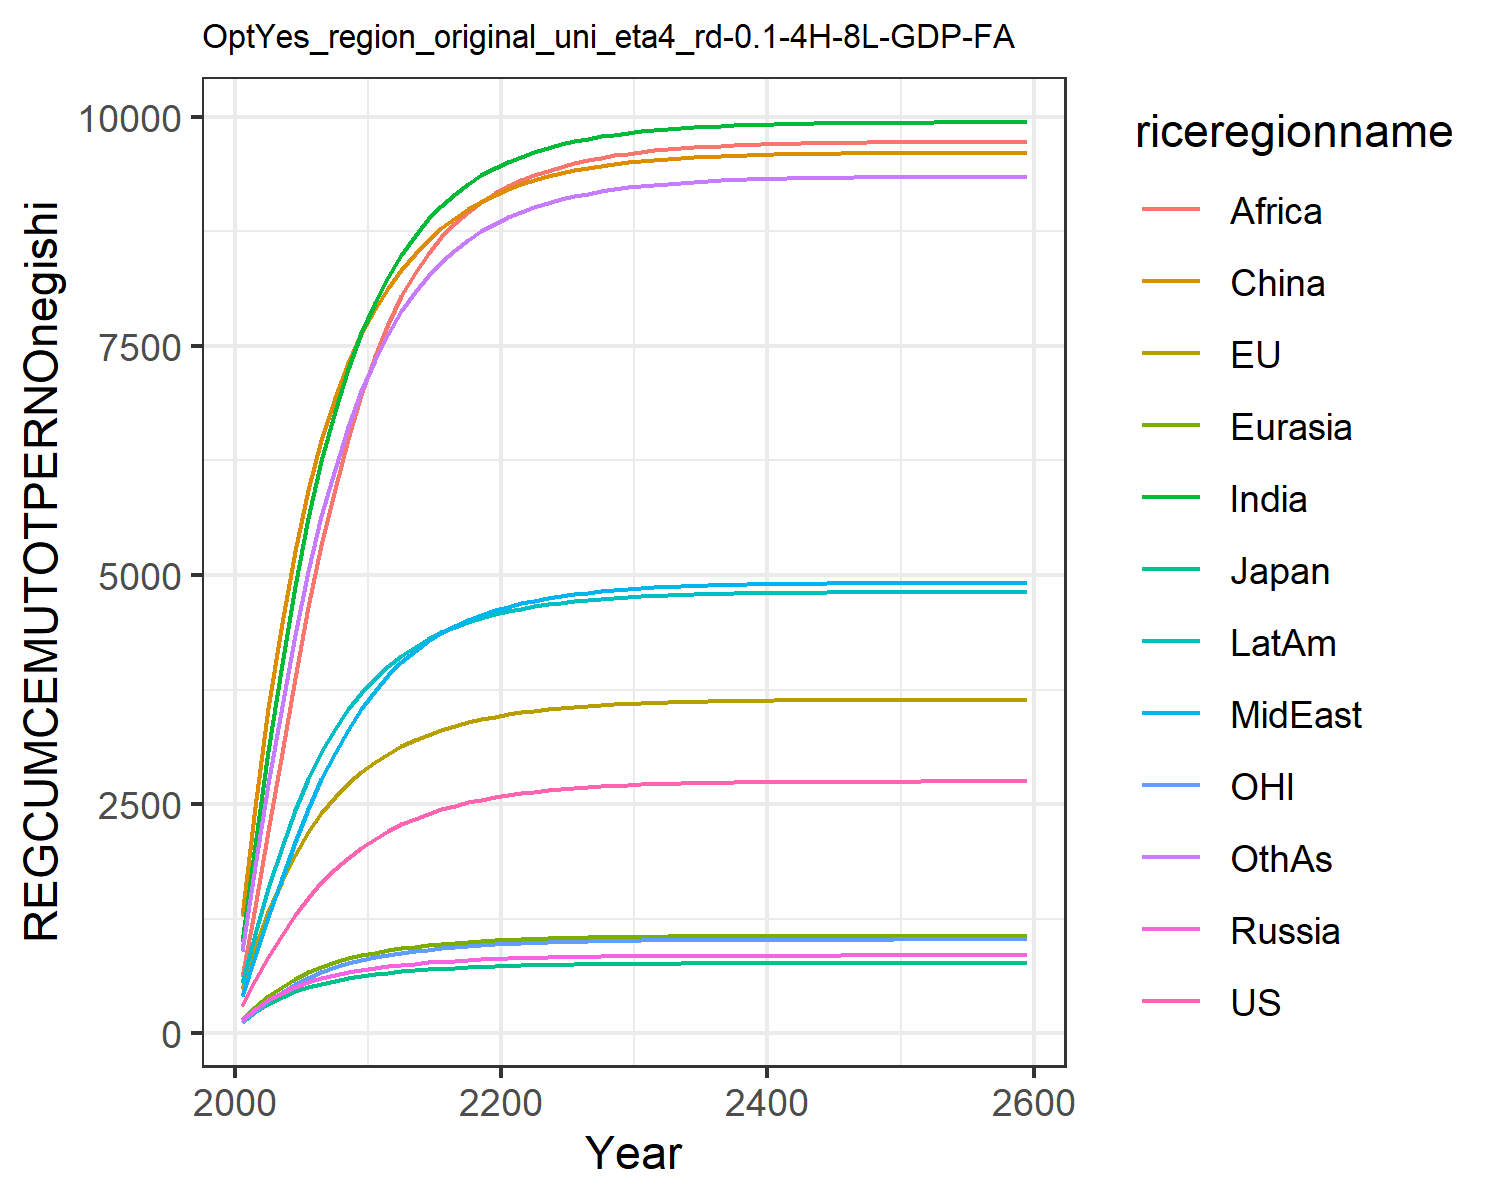 OptYes_region_original_uni_eta4_rd-0.1-4H-8L-GDP-FA
REGCUMCEMUTOTPERNOnegishi
10000
7500
5000
2500
0
2000 2200 2400 2600
Year
riceregionname
Africa
China
EU
Eurasia
India
Japan
LatAm
MidEast
OHI
OthAs
Russia
US